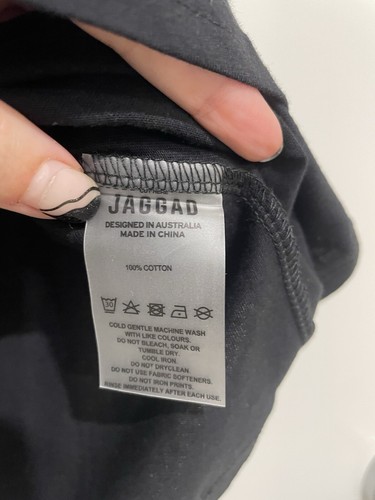 JAGGAD
DESIGNED IN AUSTRALIA
MADE IN CHINA
100% COTTON
30
COLD GENTLE MACHINE WASH
WITH LIKE COLOURS.
DO NOT BLEACH, SOAK OR
TUMBLE DRY.
COOL IRON.
DO NOT DRYCLEAN.
DO NOT USE FABRIC SOFTENERS.
DO NOT IRON PRINTS.
RINSE IMMEDIATELY AFTER EACH USE.